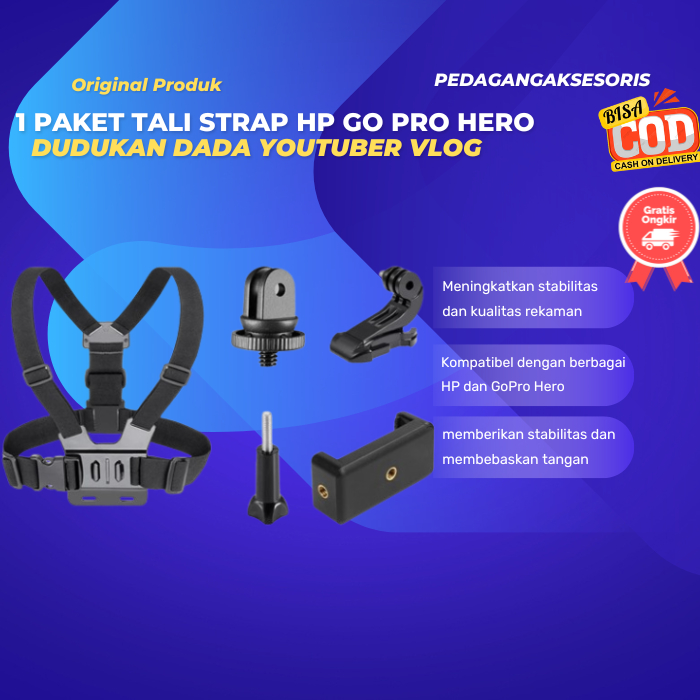 Original Produk
PEDAGANGAKSESORIS
1 PAKET TALI STRAP HP GO PRO HERO
DUDUKAN DADA YOUTUBER VLOG
BISA
COD
CASH ON DELIVERY
Gratis
Ongkir
Meningkatkan stabilitas
dan kualitas rekaman
Kompatibel dengan berbagai
HP dan GoPro Hero
memberikan stabilitas dan
membebaskan tangan